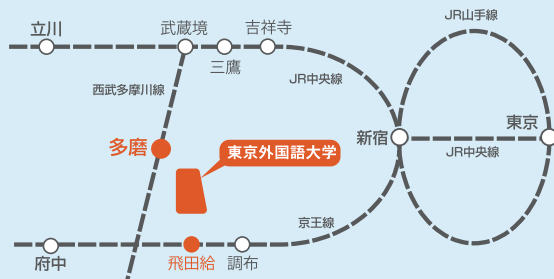 JR山手線
立川
武蔵境
吉祥寺
三鷹
JR中央線
西武多摩川線
東京
新宿
多磨
東京外国語大学
JR中央線
京王線
府中
飛田給
調布